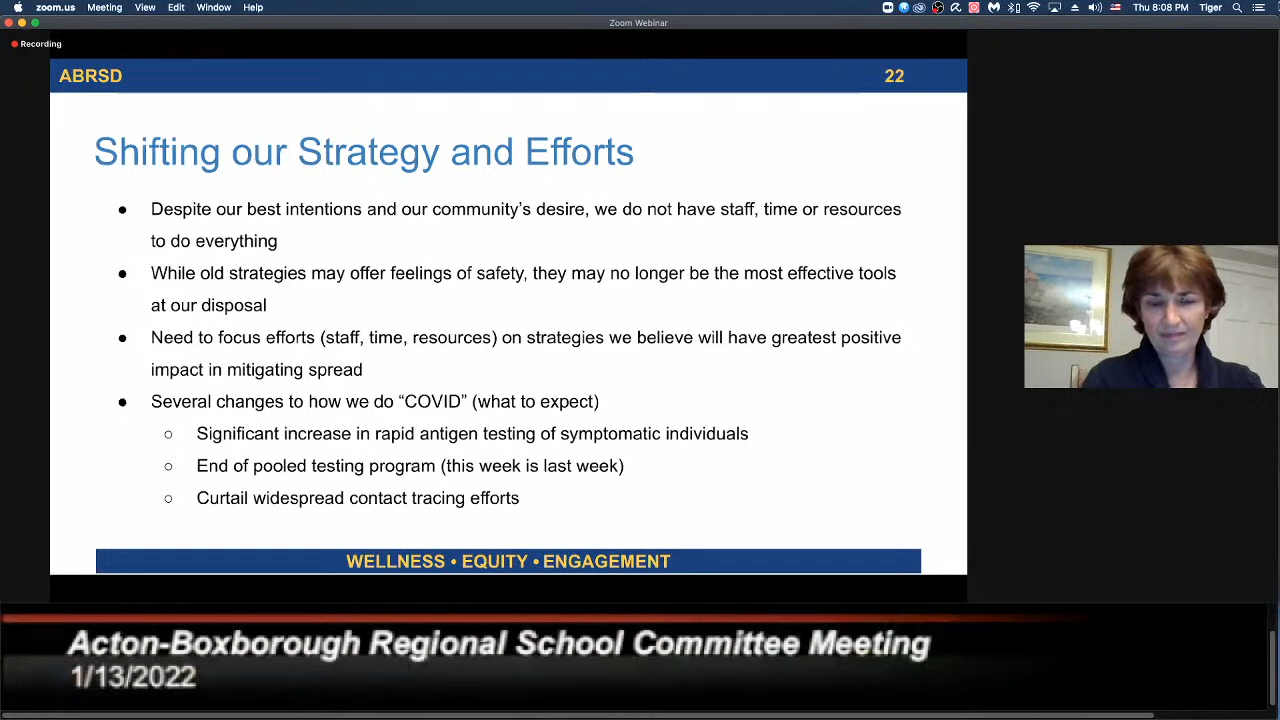 zoom.us Meeting View Edit Window Help Thu 8:08 PM Tiger
Zoom Webinar
Recording
ABRSD 22
Shifting our Strategy and Efforts
● Despite our best intentions and our community’s desire, we do not have staff, time or resources
to do everything
● While old strategies may offer feelings of safety, they may no longer be the most effective tools
at our disposal
● Need to focus efforts (staff, time, resources) on strategies we believe will have greatest positive
impact in mitigating spread
● Several changes to how we do “COVID” (what to expect)
○ Significant increase in rapid antigen testing of symptomatic individuals
○ End of pooled testing program (this week is last week)
○ Curtail widespread contact tracing efforts
WELLNESS • EQUITY • ENGAGEMENT
Acton-Boxborough Regional School Committee Meeting
1/13/2022